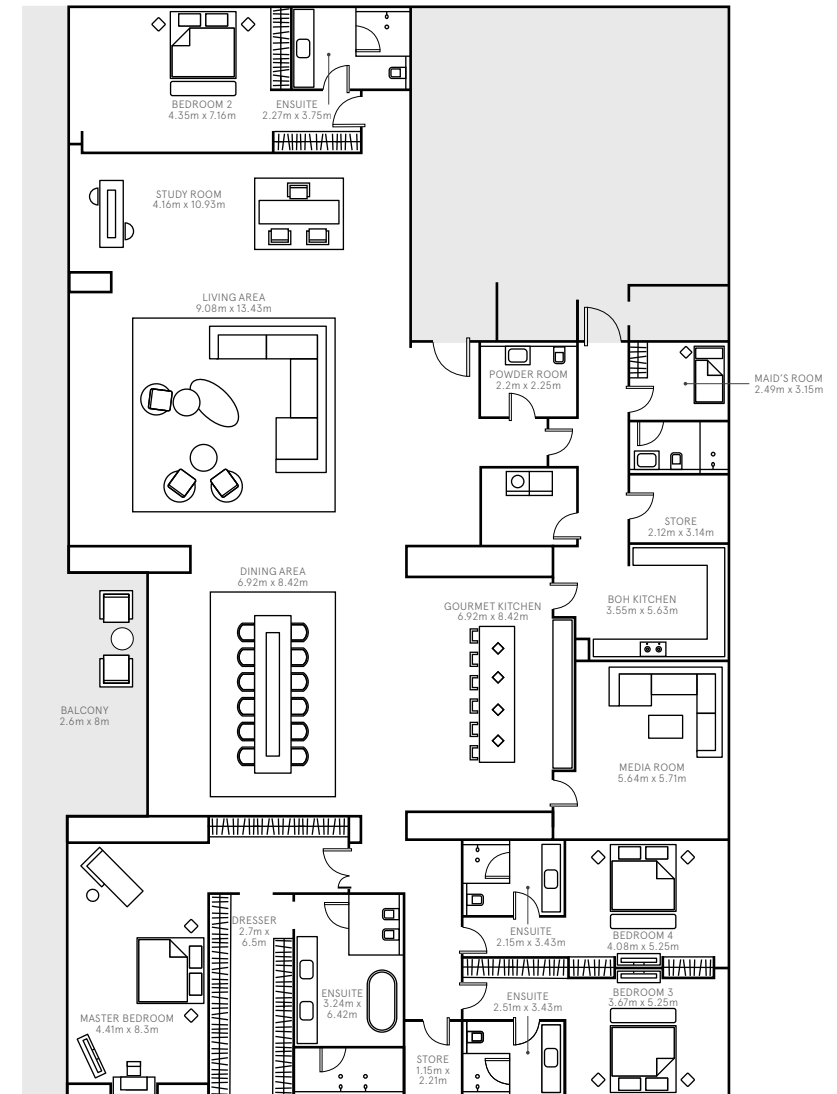 BEDROOM 2
4.35m x 7.16m
ENSUITE
2.27m x 3.75m
STUDY ROOM
4.16m x 10.93m
LIVING AREA
9.08m x 13.43m
POWDER ROOM
2.2m x 2.25m
MAID'S ROOM
2.49m x 3.15m
STORE
2.12m x 3.14m
DINING AREA
6.92m x 8.42m
GOURMET KITCHEN
6.92m x 8.42m
BOH KITCHEN
3.55m x 5.63m
BALCONY
2.6m x 8m
MEDIA ROOM
5.64m x 5.71m
DRESSER
2.7m x
6.5m
ENSUITE
2.15m x 3.43m
BEDROOM 4
4.08m x 5.25m
MASTER BEDROOM
4.41m x 8.3m
ENSUITE
3.24m x
6.42m
ENSUITE
2.51m x 3.43m
BEDROOM 3
3.67m x 5.25m
STORE
1.15m x
2.21m